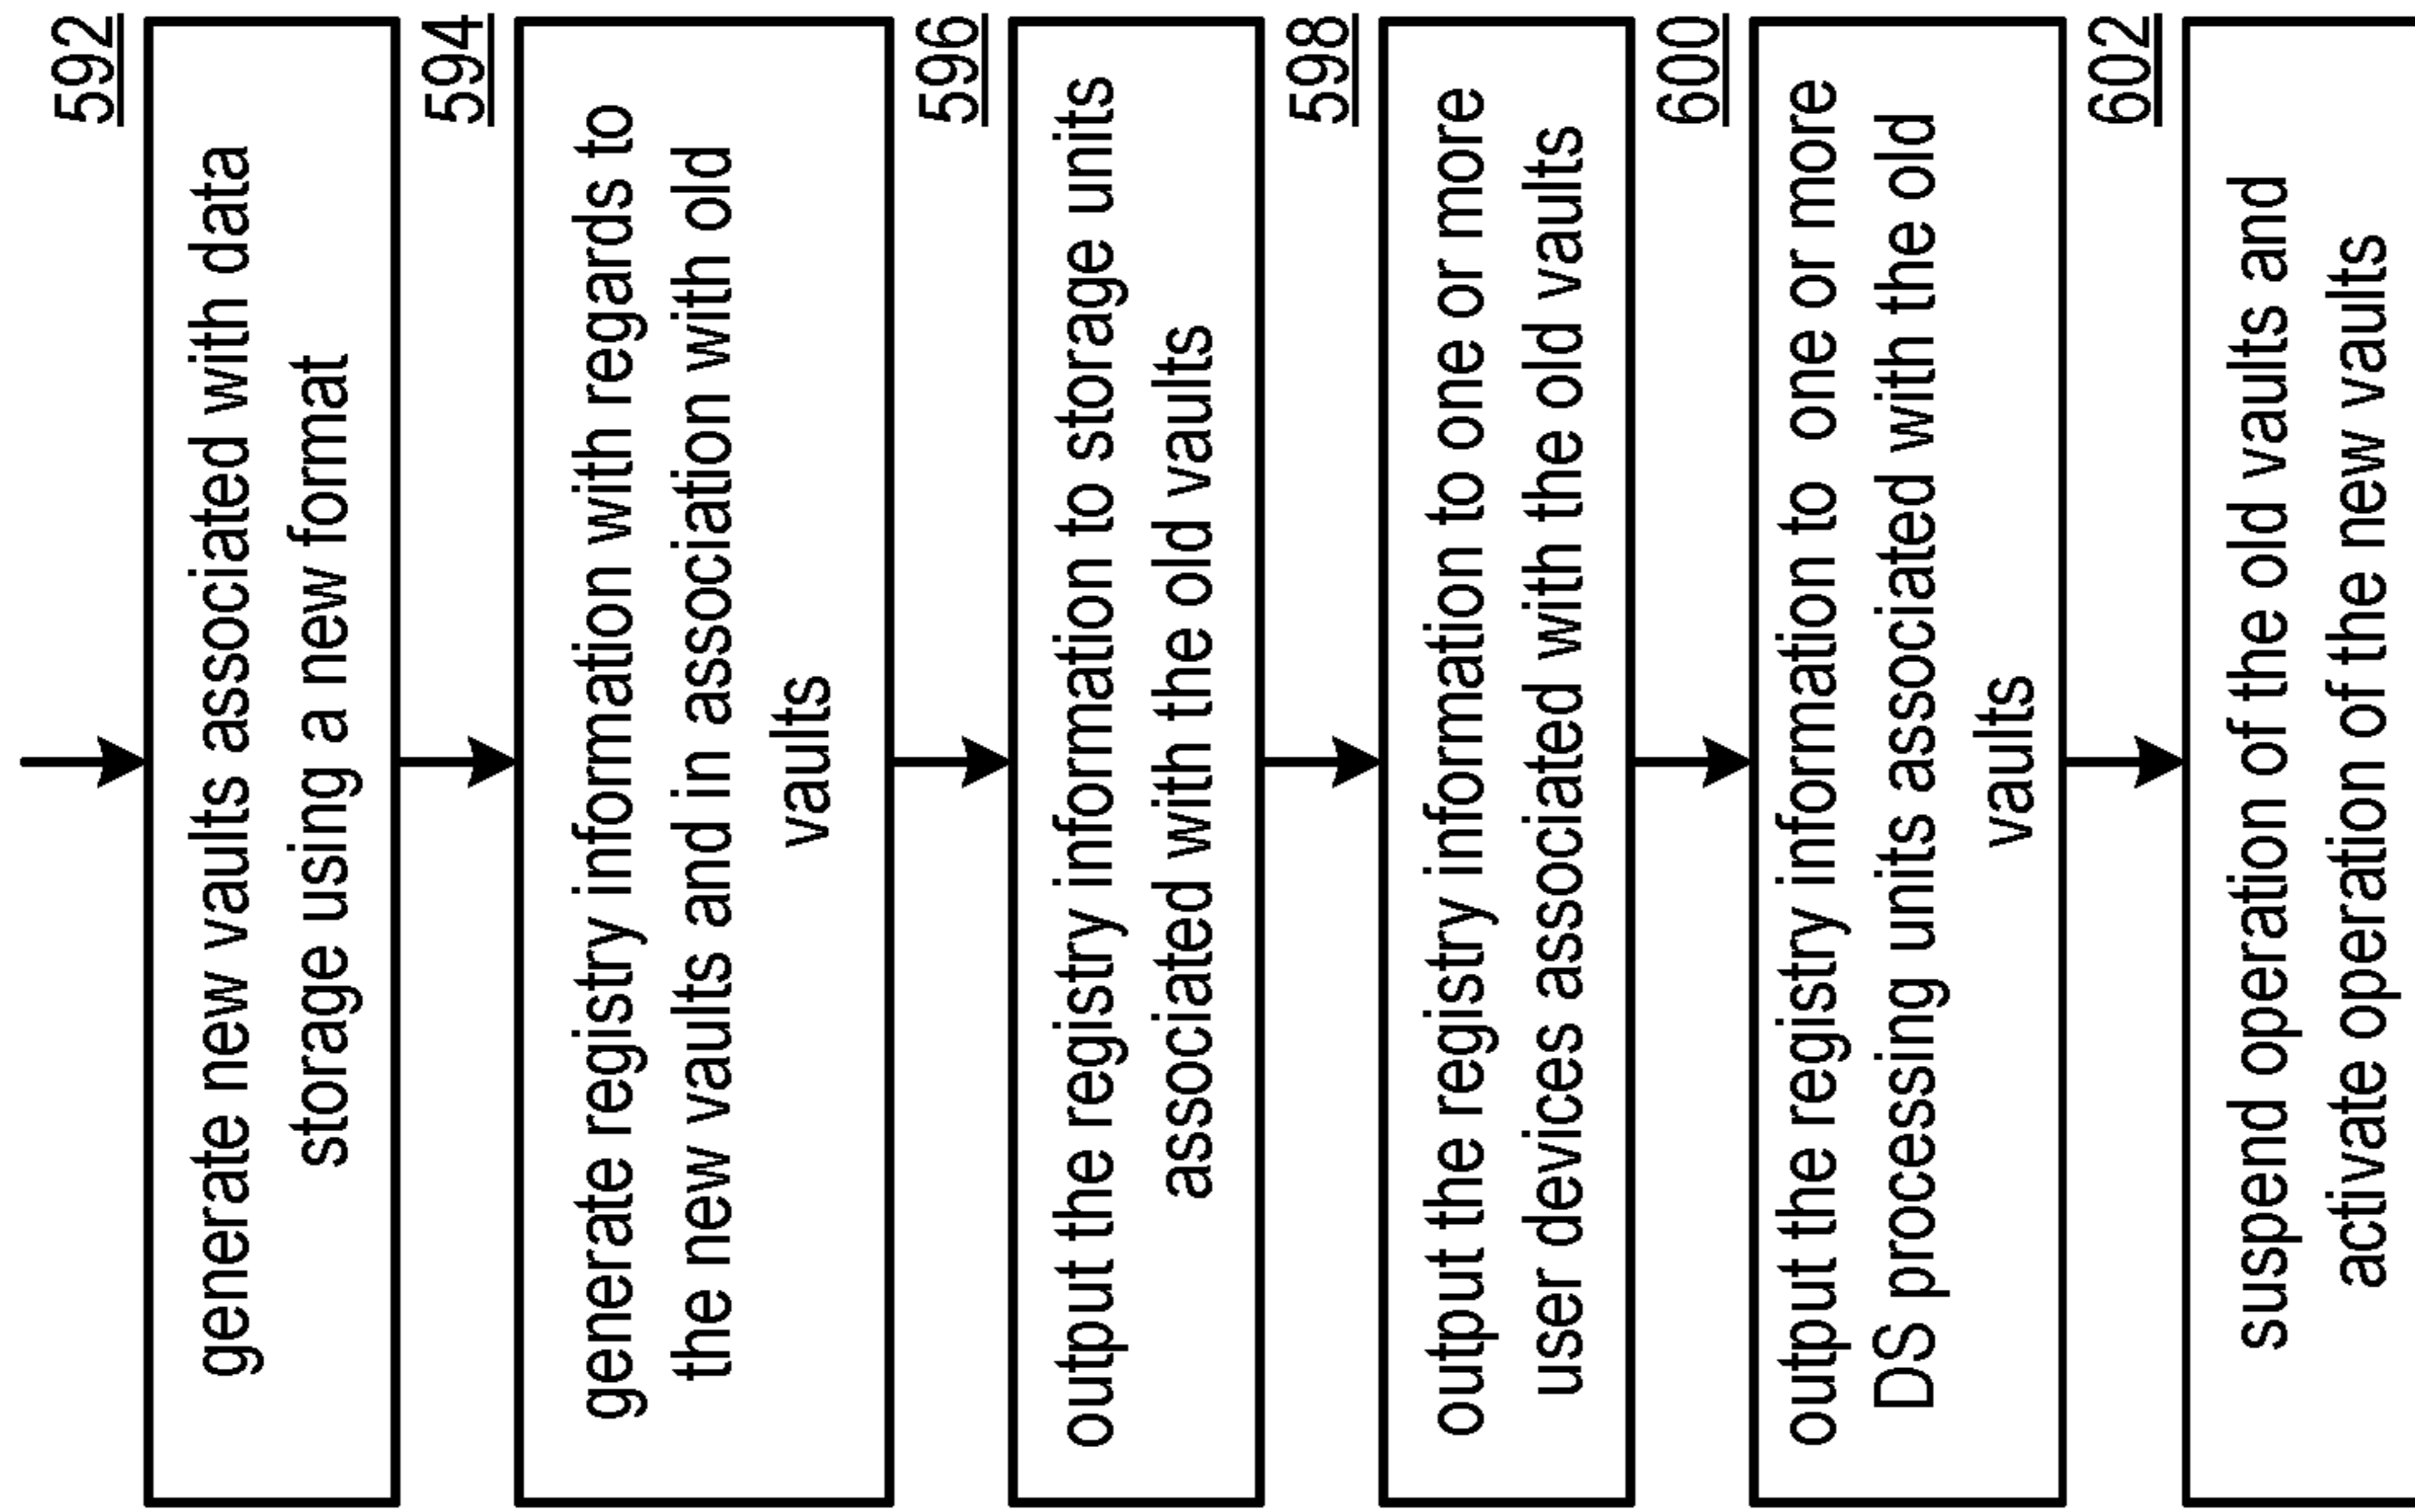 592
generate new vaults associated with data
storage using a new format
594
generate registry information with regards to
the new vaults and in association with old
vaults
596
output the registry information to storage units
associated with the old vaults
598
output the registry information to one or more
user devices associated with the old vaults
600
output the registry information to one or more
DS processing units associated with the old
vaults
602
suspend operation of the old vaults and
activate operation of the new vaults